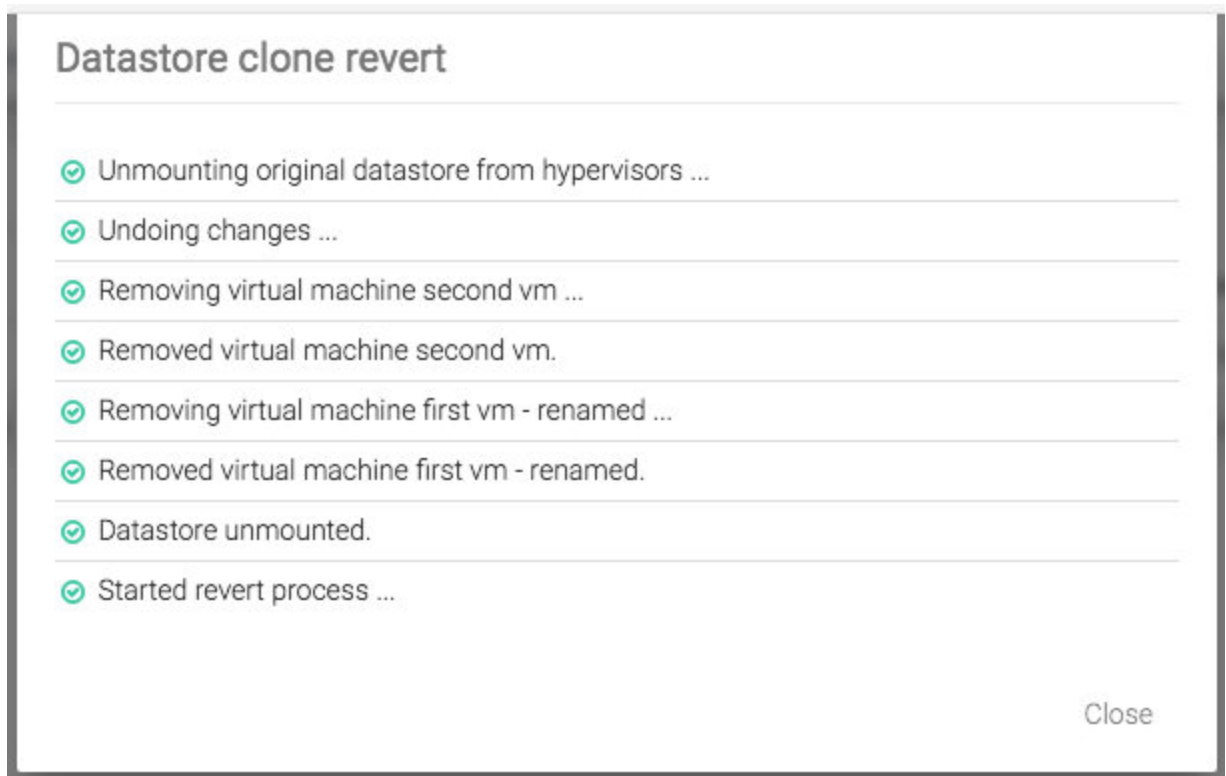 Datastore clone revert
Unmounting original datastore from hypervisors ...
Undoing changes ...
Removing virtual machine second vm ...
Removed virtual machine second vm.
Removing virtual machine first vm - renamed ...
Removed virtual machine first vm - renamed.
Datastore unmounted.
Started revert process ...
Close